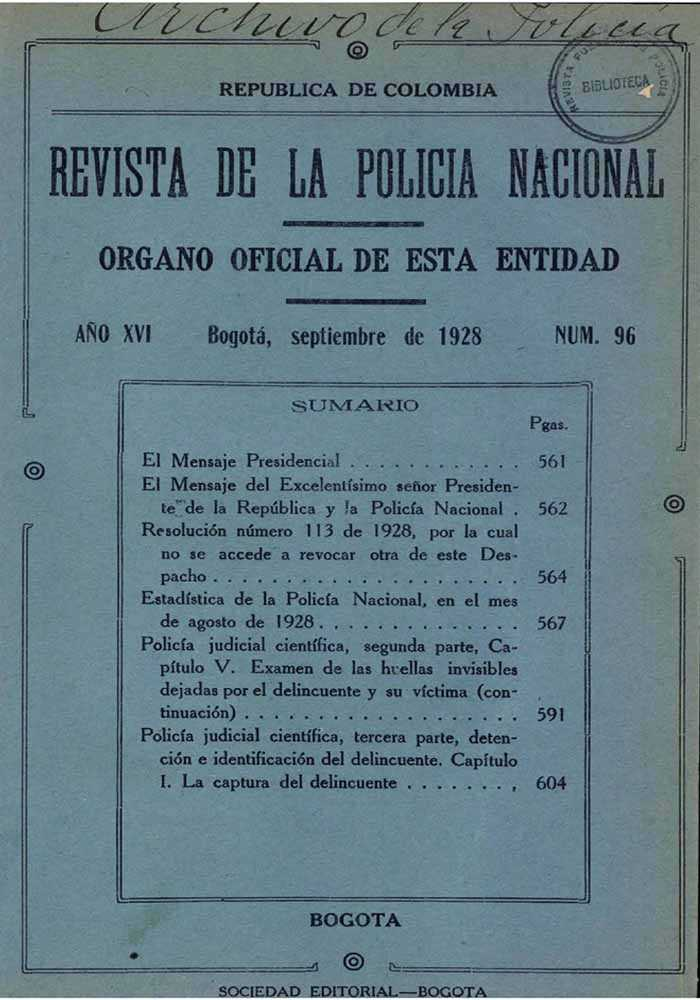 Archivo de la Policía
REVISTA POLICIA
BIBLIOTECA
REPUBLICA DE COLOMBIA
REVISTA DE LA POLICIA NACIONAL
ORGANO OFICIAL DE ESTA ENTIDAD
AÑO XVI Bogotá, septiembre de 1928 NUM. 96
SUMARIO
Pgas.
El Mensaje Presidencial . . . . . . . . . . . . 561
El Mensaje del Excelentísimo señor Presiden-
te de la República y la Policía Nacional . 562
Resolución número 113 de 1928, por la cual
no se accede a revocar otra de este Des-
pacho . . . . . . . . . . . . . . . . . . . . . 564
Estadística de la Policía Nacional, en el mes
de agosto de 1928 . . . . . . . . . . . . . . 567
Policía judicial científica, segunda parte, Ca-
pítulo V. Examen de las huellas invisibles
dejadas por el delincuente y su víctima (con-
tinuación) . . . . . . . . . . . . . . . . . . . 591
Policía judicial científica, tercera parte, deten-
ción e identificación del delincuente. Capítulo
I. La captura del delincuente . . . . . . . , 604
BOGOTA
SOCIEDAD EDITORIAL—BOGOTA